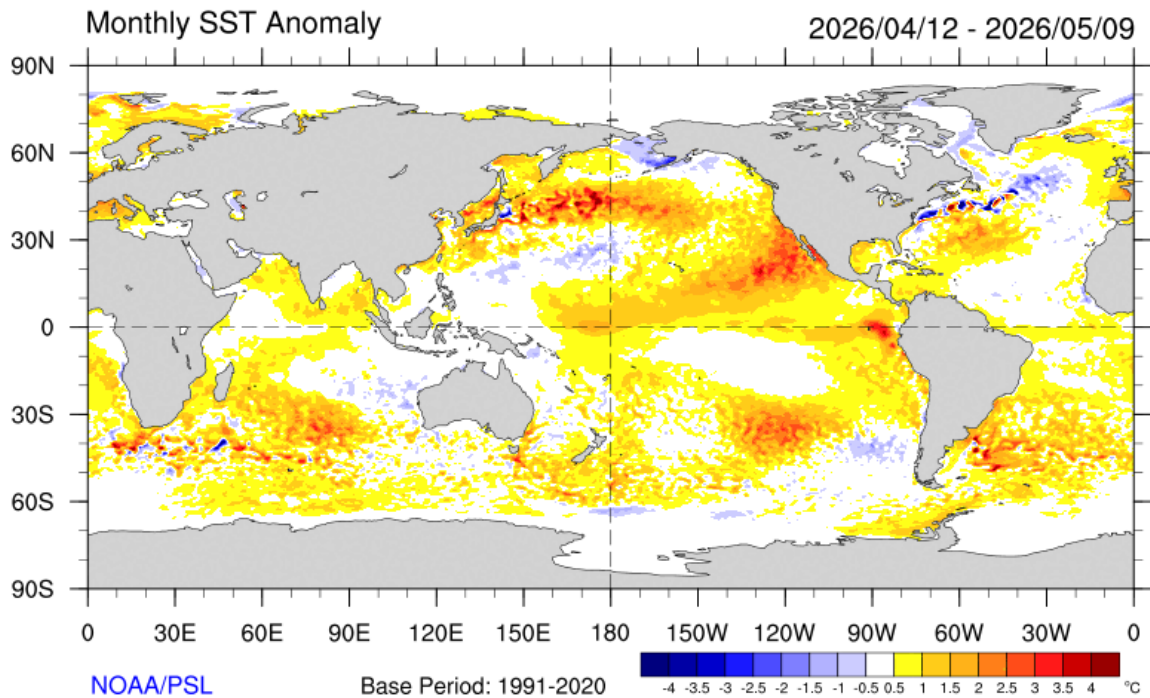 Monthly SST Anomaly 2026/04/12 - 2026/05/09
90N
60N
30N
0
30S
60S
90S
0 30E 60E 90E 120E 150E 180 150W 120W 90W 60W 30W 0
-4 -3.5 -3 -2.5 -2 -1.5 -1 -0.5 0.5 1 1.5 2 2.5 3 3.5 4 °C
NOAA/PSL Base Period: 1991-2020